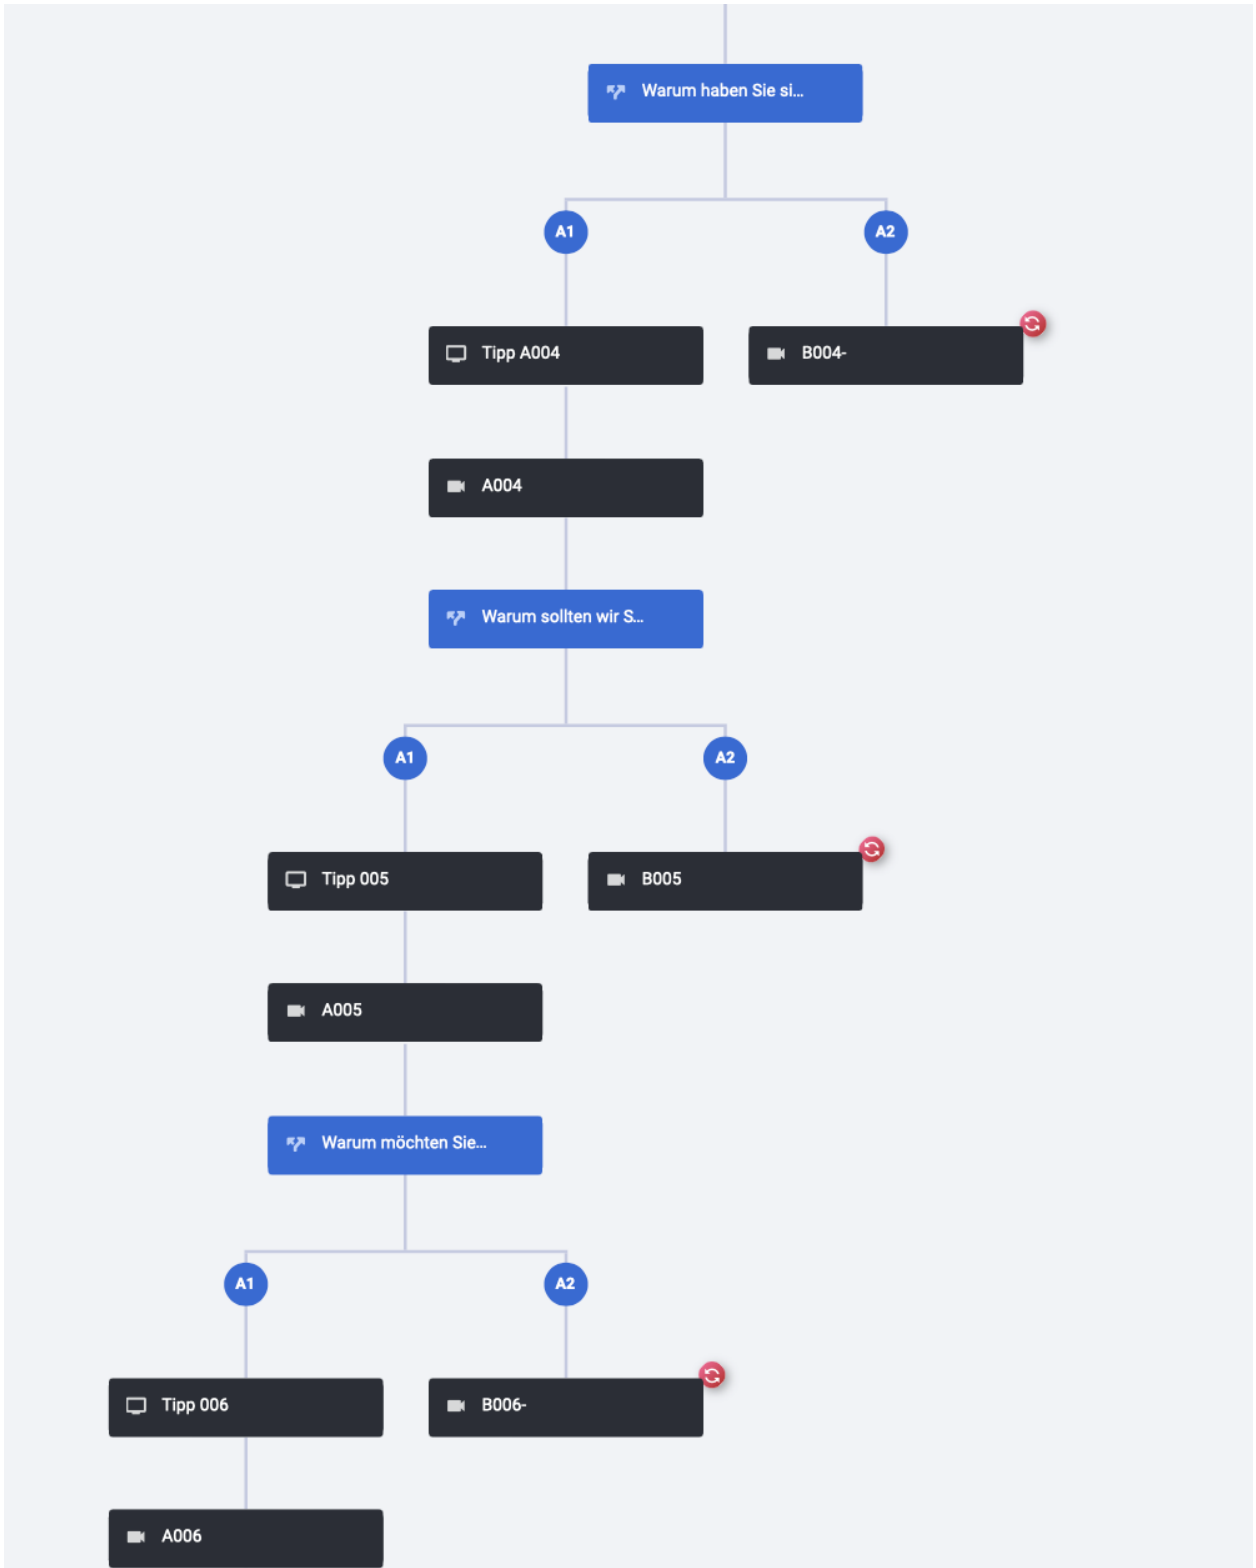 Warum haben Sie si...
A1
A2
Tipp A004
B004-
A004
Warum sollten wir S...
A1
A2
Tipp 005
B005
A005
Warum möchten Sie...
A1
A2
Tipp 006
B006-
A006